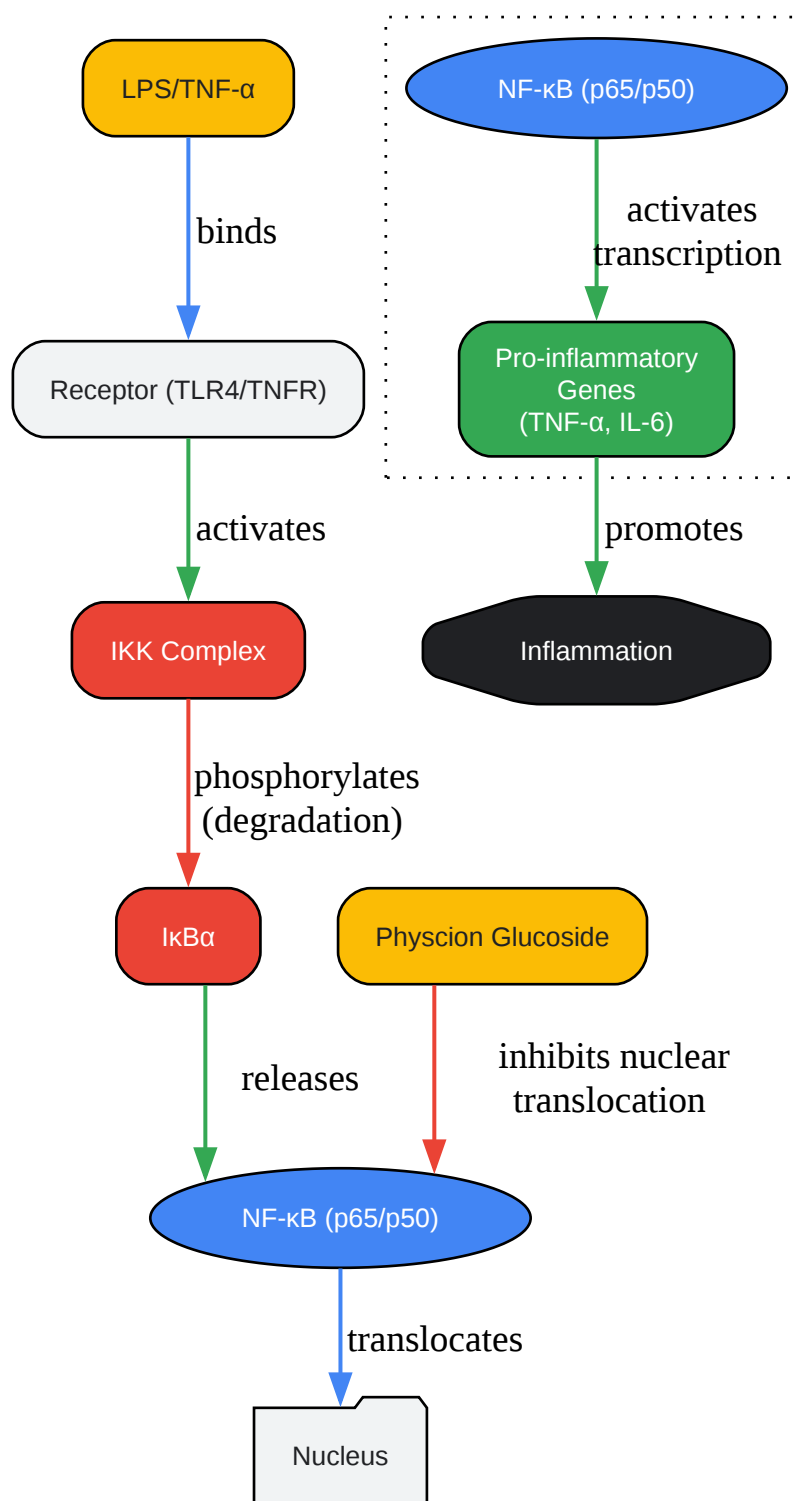 LPS/TNF-α
binds
Receptor (TLR4/TNFR)
activates
IKK Complex
phosphorylates
(degradation)
IκBα
Physcion Glucoside
releases
inhibits nuclear
translocation
NF-κB (p65/p50)
translocates
Nucleus
NF-κB (p65/p50)
activates
transcription
Pro-inflammatory
Genes
(TNF-α, IL-6)
promotes
Inflammation